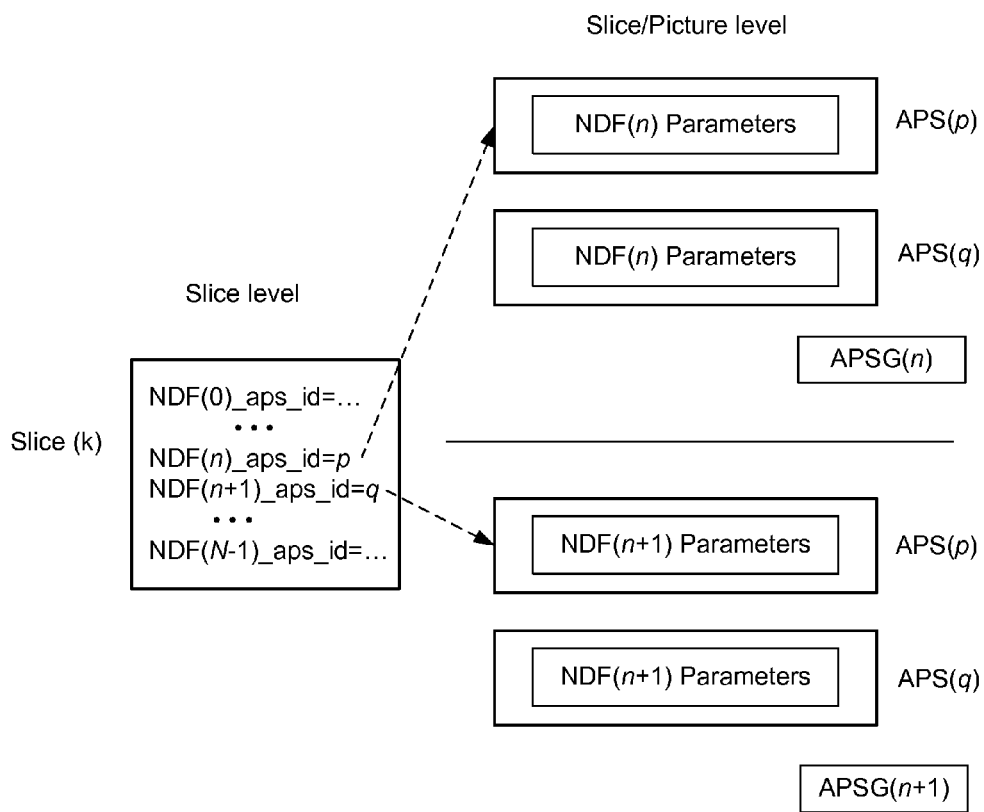 Slice/Picture level
NDF(n) Parameters
APS(p)
NDF(n) Parameters
APS(q)
APSG(n)
Slice level
Slice (k)
NDF(0)_aps_id=…
• • •
NDF(n)_aps_id=p
NDF(n+1)_aps_id=q
• • •
NDF(N-1)_aps_id=…
NDF(n+1) Parameters
APS(p)
NDF(n+1) Parameters
APS(q)
APSG(n+1)